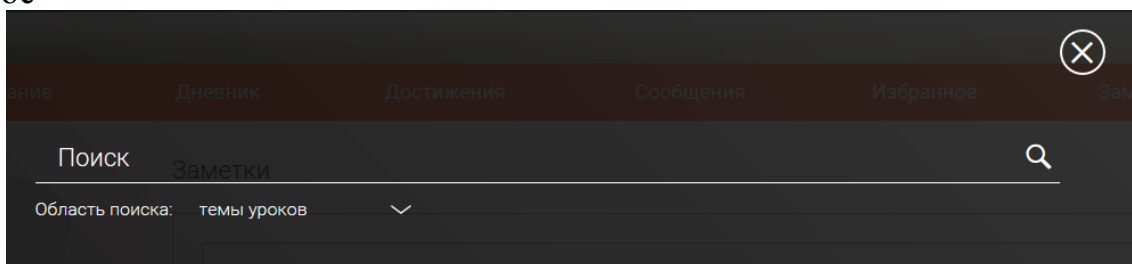 ание Дневник Достижения Сообщения Избранное Зам
Поиск
Заметки
Область поиска: темы уроков